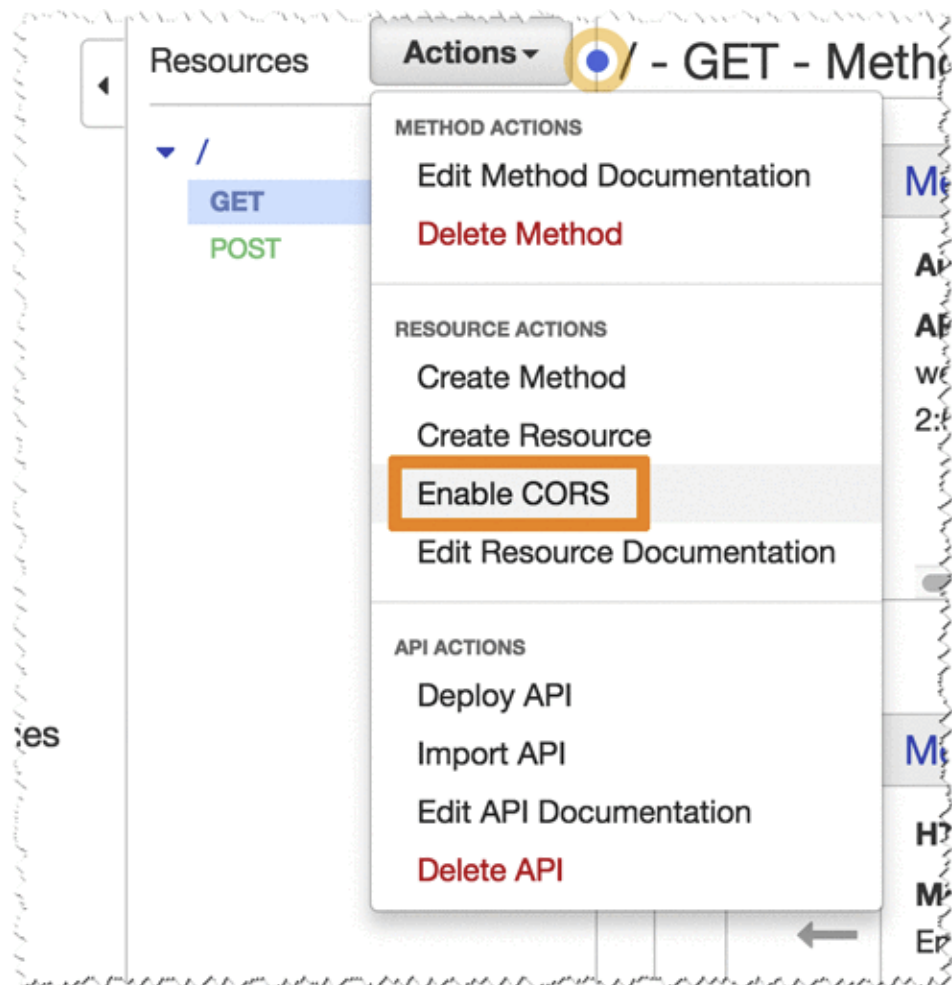 Resources
Actions
/ - GET - Meth
/
GET
POST
METHOD ACTIONS
Edit Method Documentation
Delete Method
RESOURCE ACTIONS
Create Method
Create Resource
Enable CORS
Edit Resource Documentation
API ACTIONS
Deploy API
Import API
Edit API Documentation
Delete API
2: